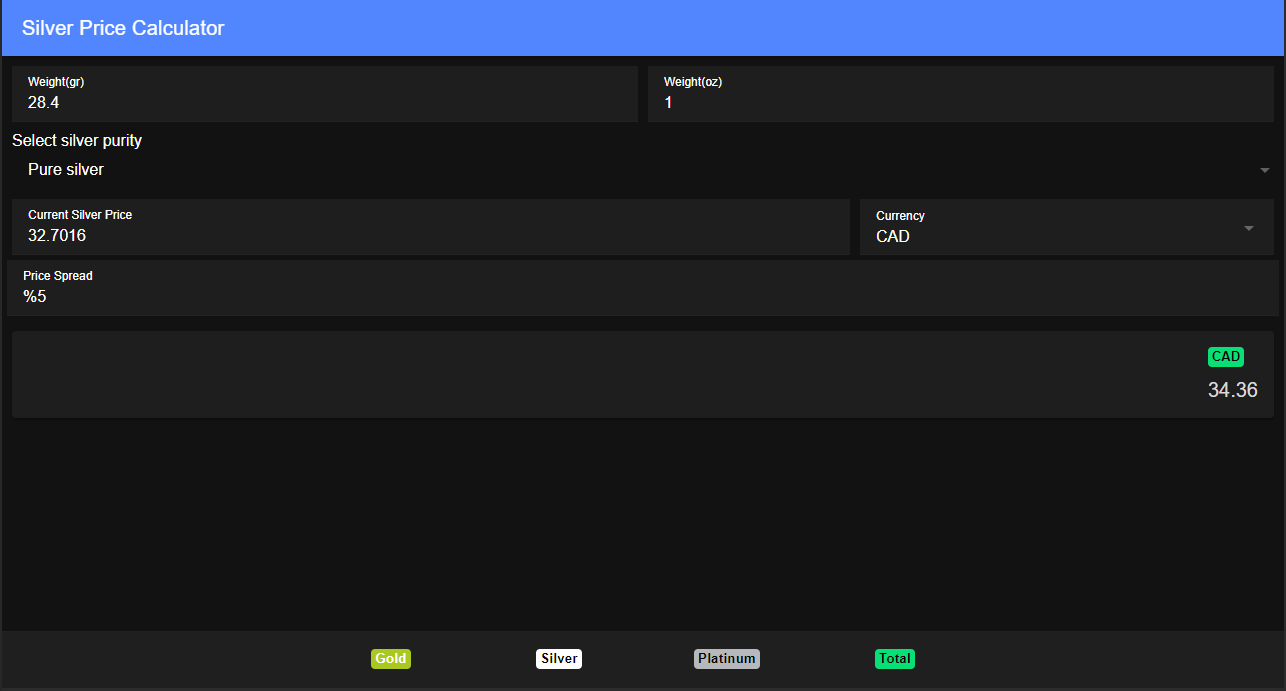 Silver Price Calculator
Weight(gr)
28.4
Weight(oz)
1
Select silver purity
Pure silver
Current Silver Price
32.7016
Currency
CAD
Price Spread
%5
CAD
34.36
Gold
Silver
Platinum
Total